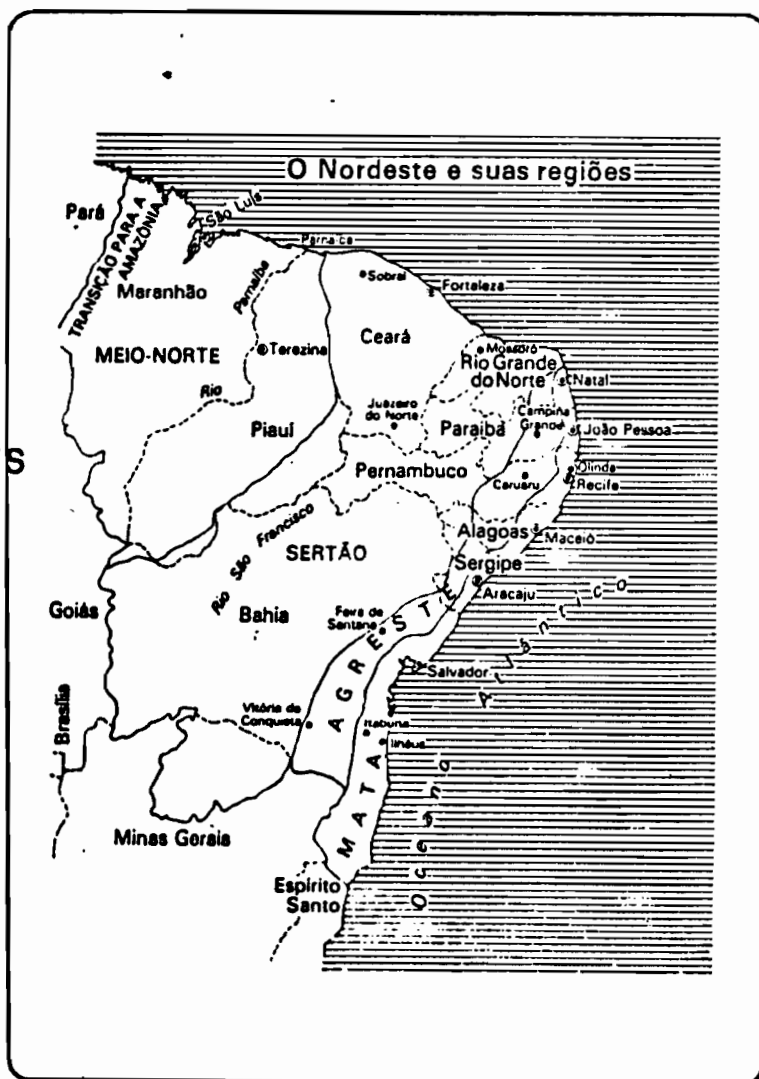 O Nordeste e suas regiões
Pará
TRANSIÇÃO PARA A
AMAZÔNIA
São Luís
Parnaíba
Sobral
Fortaleza
Maranhão
Parnaíba
Ceará
MEIO-NORTE
Terezina
Mossoró
Rio Grande
do Norte
Natal
Rio
Juazeiro
do Norte
Campina
Grande
Piauí
Paraíba
João Pessoa
S
Pernambuco
Caruaru
Olinda
Recife
Rio São Francisco
SERTÃO
Alagoas
Maceió
Sergipe
Aracaju
Goiás
Bahia
Feira de
Santana
AGRESTE
Oceano Atlântico
Salvador
Brasília
Vitória da
Conquista
Itabuna
Ilhéus
MATA
Minas Gerais
Espírito
Santo